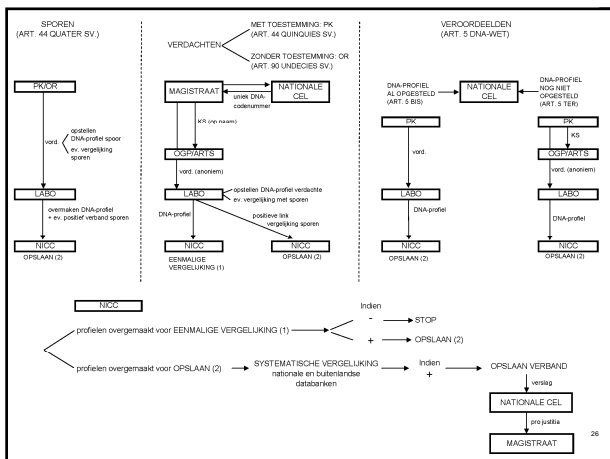 SPOREN
(ART. 44 QUATER SV.)
PK/OR
vord.
opstellen
DNA-profiel spoor
ev. vergelijking
sporen
LABO
overmaken DNA-profiel
+ ev. positief verband sporen
NICC
OPSLAAN (2)
VERDACHTEN
MET TOESTEMMING: PK
(ART. 44 QUINQUIES SV.)
ZONDER TOESTEMMING: OR
(ART. 90 UNDECIES SV.)
MAGISTRAAT
NATIONALE
CEL
uniek DNA-
codenummer
KS (op naam)
OGP/ARTS
vord. (anoniem)
LABO
opstellen DNA-profiel verdachte
ev. vergelijking met sporen
DNA-profiel
positieve link
vergelijking sporen
NICC
EENMALIGE
VERGELIJKING (1)
NICC
OPSLAAN (2)
VEROORDEELDEN
(ART. 5 DNA-WET)
DNA-PROFIEL
AL OPGESTELD
(ART. 5 BIS)
NATIONALE
CEL
DNA-PROFIEL
NOG NIET
OPGESTELD
(ART. 5 TER)
PK
vord.
LABO
DNA-profiel
NICC
OPSLAAN (2)
PK
KS
OGP/ARTS
vord. (anoniem)
LABO
DNA-profiel
NICC
OPSLAAN (2)
NICC
profielen overgemaakt voor EENMALIGE VERGELIJKING (1)
Indien
-
STOP
+
OPSLAAN (2)
profielen overgemaakt voor OPSLAAN (2)
SYSTEMATISCHE VERGELIJKING
nationale en buitenlandse
databanken
Indien
+
OPSLAAN VERBAND
verslag
NATIONALE CEL
pro justitia
MAGISTRAAT
26